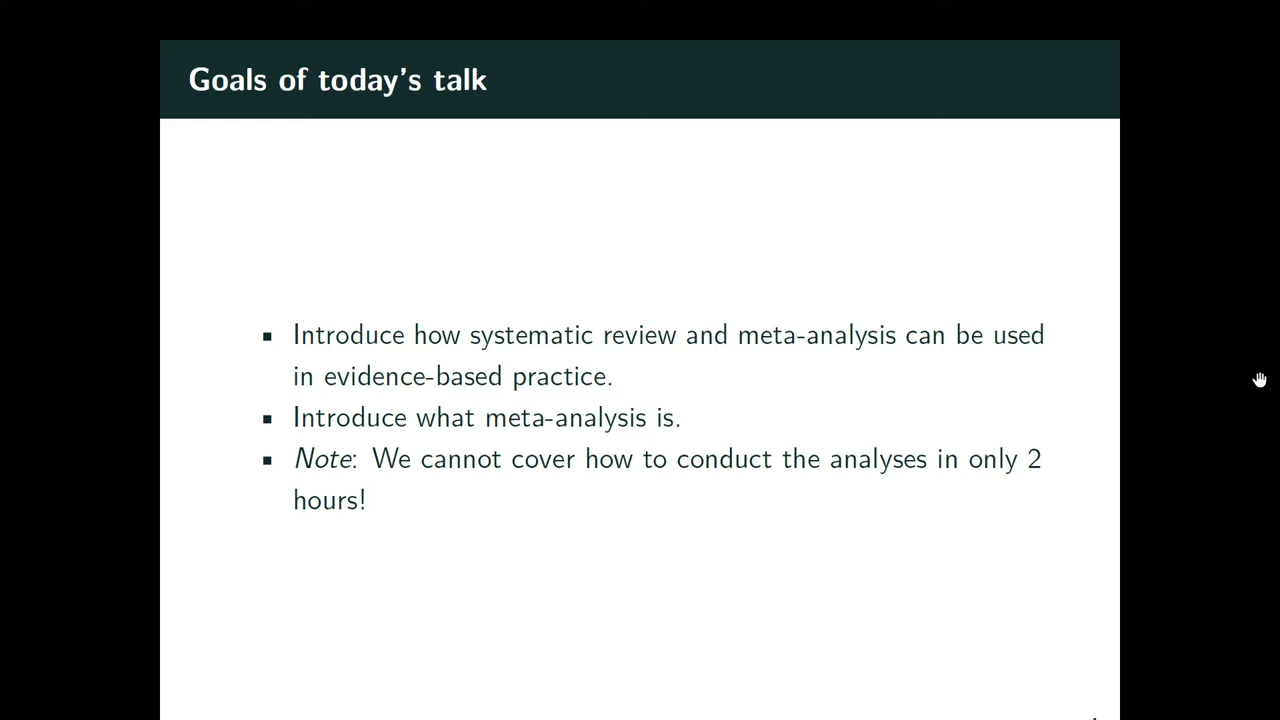 Goals of today's talk
▪ Introduce how systematic review and meta-analysis can be used
in evidence-based practice.
▪ Introduce what meta-analysis is.
▪ Note: We cannot cover how to conduct the analyses in only 2
hours!